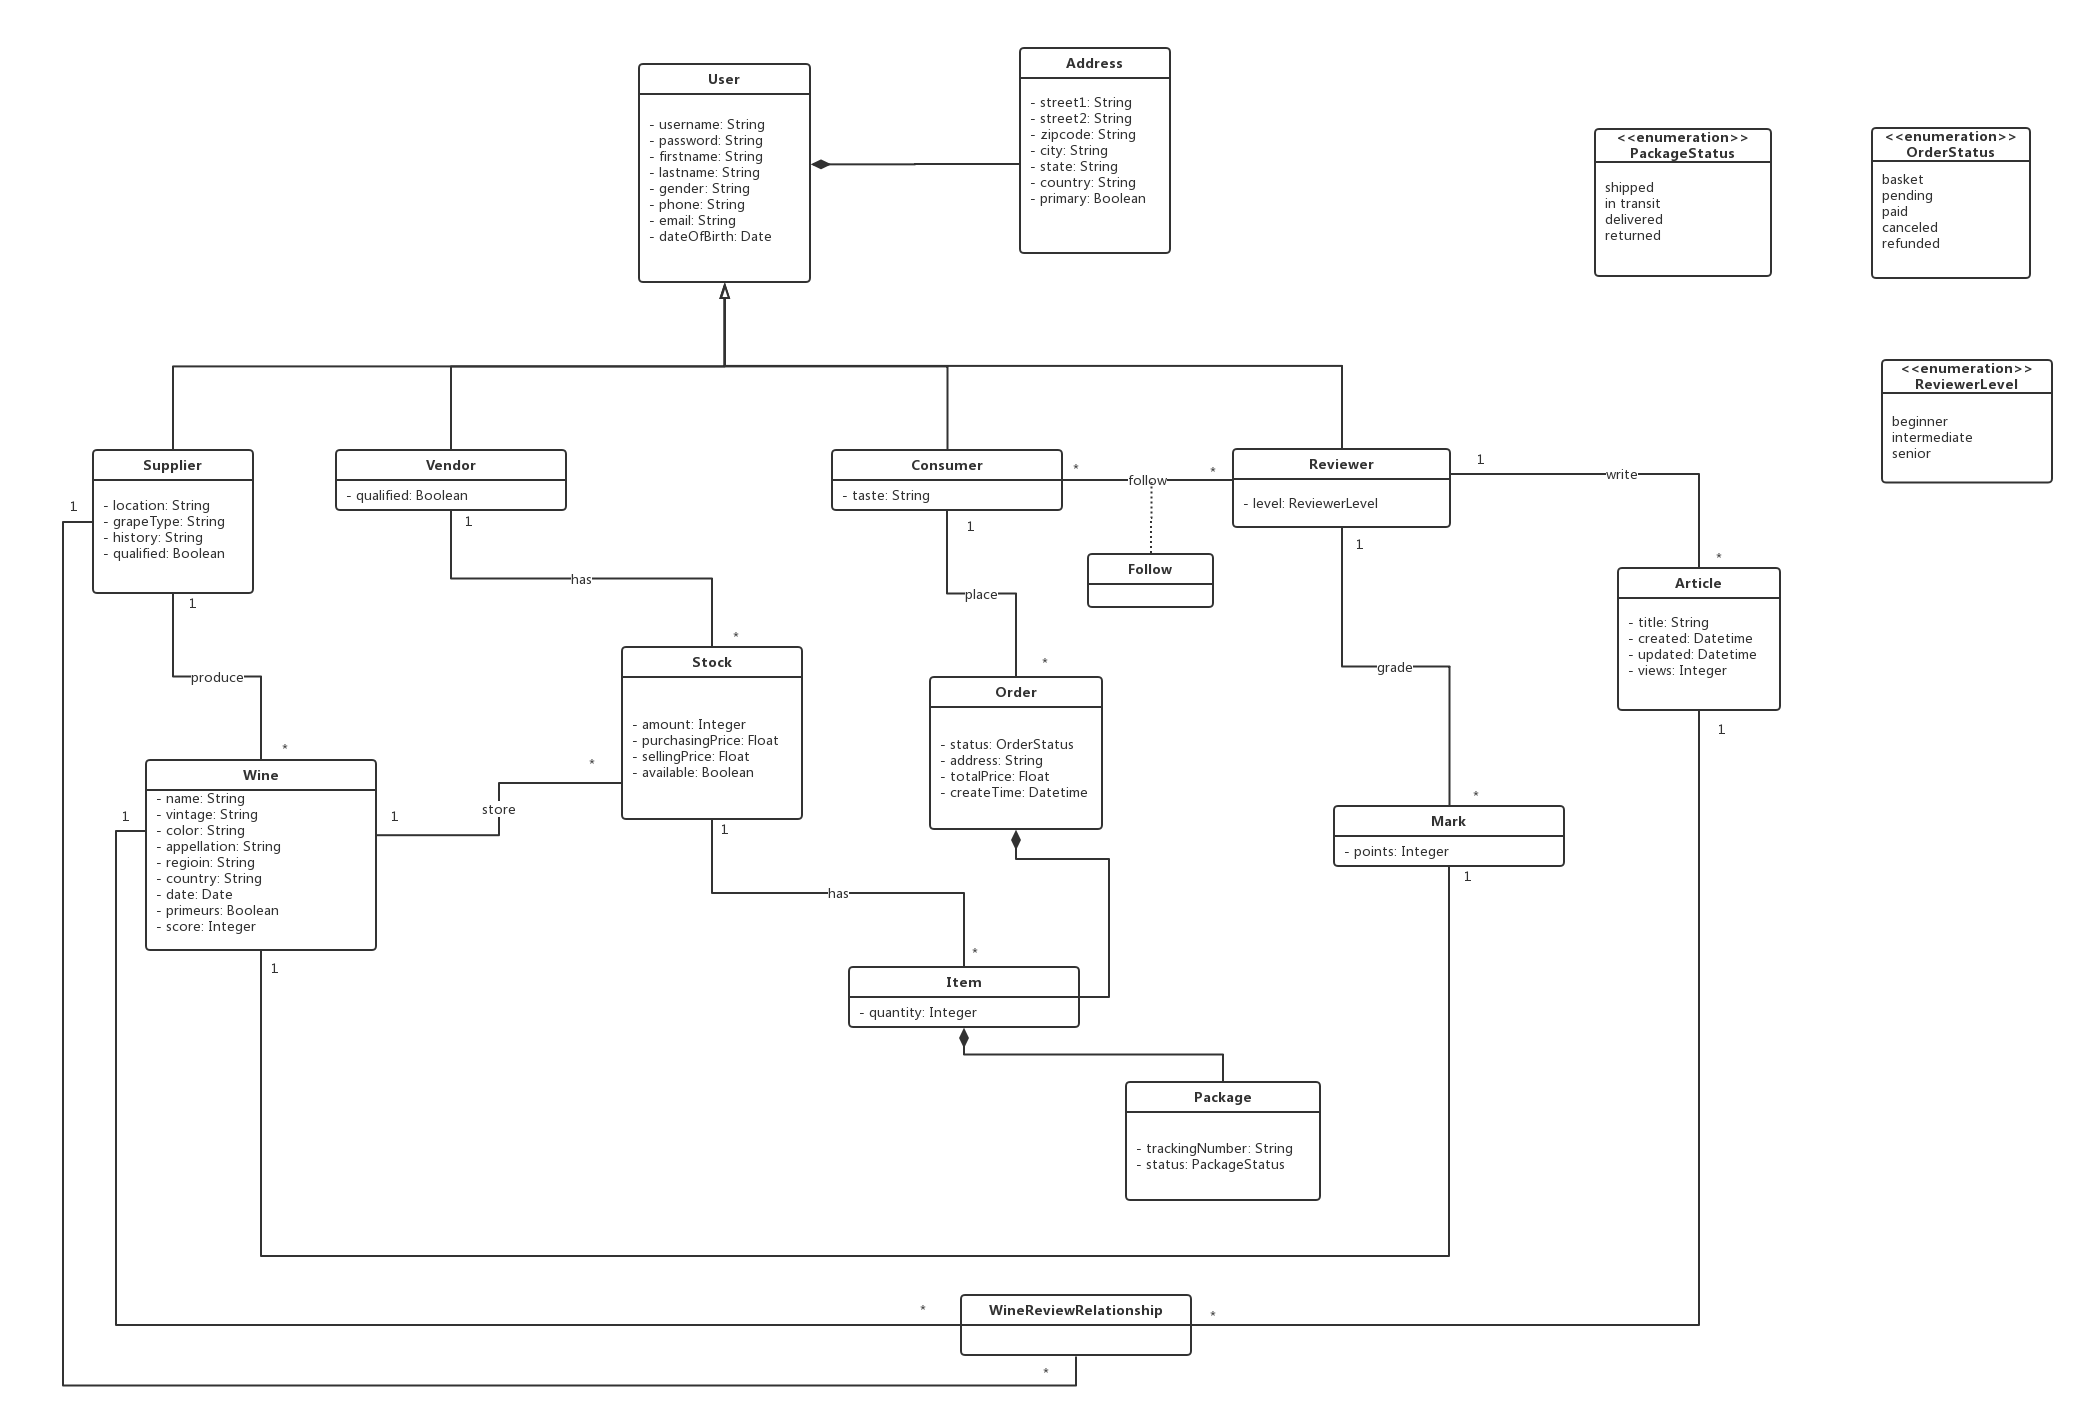 User
- username: String
- password: String
- firstname: String
- lastname: String
- gender: String
- phone: String
- email: String
- dateOfBirth: Date
Address
- street1: String
- street2: String
- zipcode: String
- city: String
- state: String
- country: String
- primary: Boolean
<<enumeration>>
PackageStatus
shipped
in transit
delivered
returned
<<enumeration>>
OrderStatus
basket
pending
paid
canceled
refunded
<<enumeration>>
ReviewerLevel
beginner
intermediate
senior
Supplier
- location: String
- grapeType: String
- history: String
- qualified: Boolean
1
1
Vendor
- qualified: Boolean
1
has
*
Consumer
- taste: String
*
follow
*
1
place
*
Follow
Reviewer
- level: ReviewerLevel
1
write
*
1
grade
*
Article
- title: String
- created: Datetime
- updated: Datetime
- views: Integer
1
produce
*
Stock
- amount: Integer
- purchasingPrice: Float
- sellingPrice: Float
- available: Boolean
*
store
1
1
has
*
Order
- status: OrderStatus
- address: String
- totalPrice: Float
- createTime: Datetime
Wine
- name: String
- vintage: String
- color: String
- appellation: String
- regioin: String
- country: String
- date: Date
- primeurs: Boolean
- score: Integer
1
1
Mark
- points: Integer
1
Item
- quantity: Integer
Package
- trackingNumber: String
- status: PackageStatus
WineReviewRelationship
*
*
*